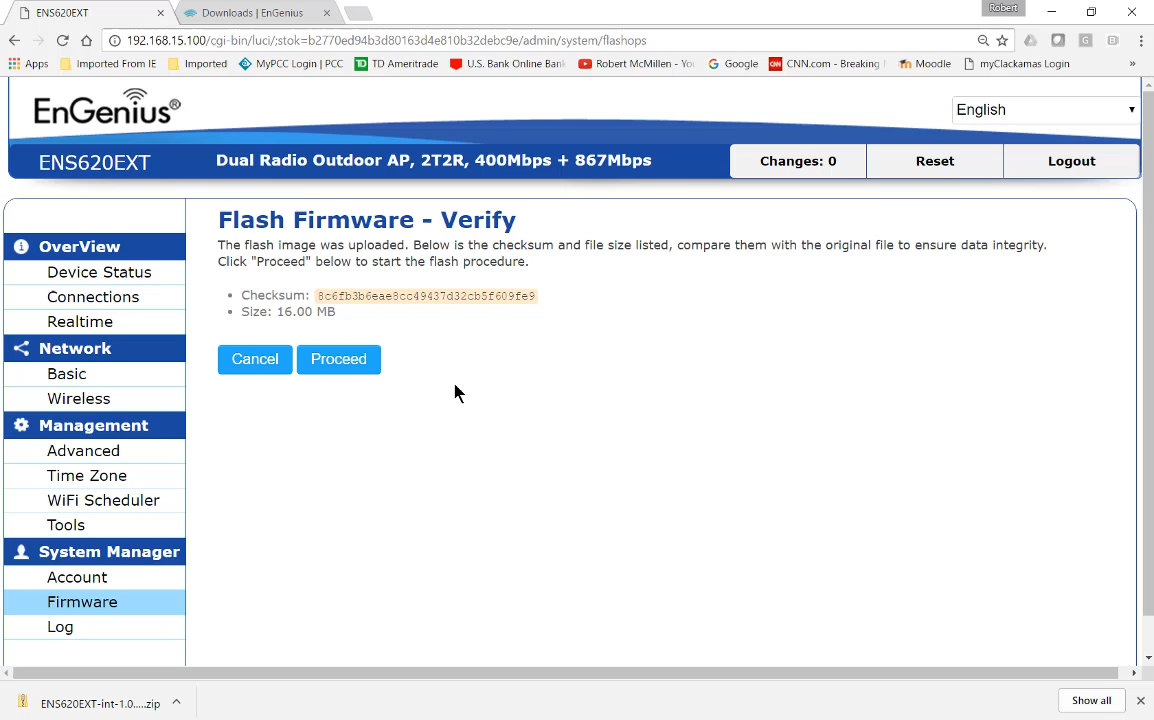 ENS620EXT
Downloads | EnGenius
Robert
192.168.15.100/cgi-bin/luci/;stok=b2770ed94b3d80163d4e810b32debc9e/admin/system/flashops
Apps
Imported From IE
Imported
MyPCC Login | PCC
TD Ameritrade
U.S. Bank Online Bank
Robert McMillen - You
Google
CNN.com - Breaking
Moodle
myClackamas Login
»
EnGenius®
English
ENS620EXT
Dual Radio Outdoor AP, 2T2R, 400Mbps + 867Mbps
Changes: 0
Reset
Logout
OverView
Device Status
Connections
Realtime
Network
Basic
Wireless
Management
Advanced
Time Zone
WiFi Scheduler
Tools
System Manager
Account
Firmware
Log
Flash Firmware - Verify
The flash image was uploaded. Below is the checksum and file size listed, compare them with the original file to ensure data integrity.
Click "Proceed" below to start the flash procedure.
• Checksum: 8c6fb3b6eae8cc49437d32cb5f609fe9
• Size: 16.00 MB
Cancel
Proceed
ENS620EXT-int-1.0.....zip
Show all